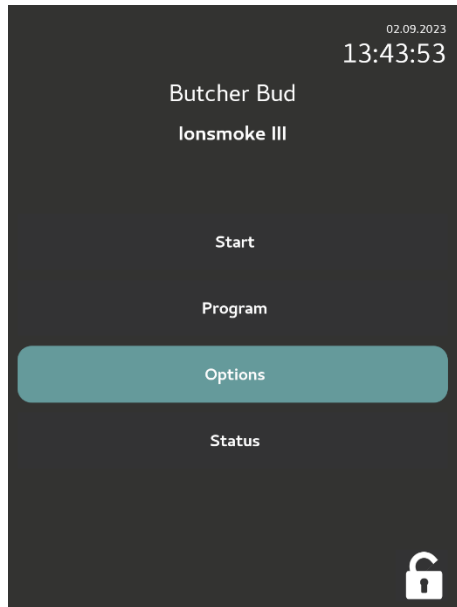 02.09.2023
13:43:53
Butcher Bud
Ionsmoke III
Start
Program
Options
Status